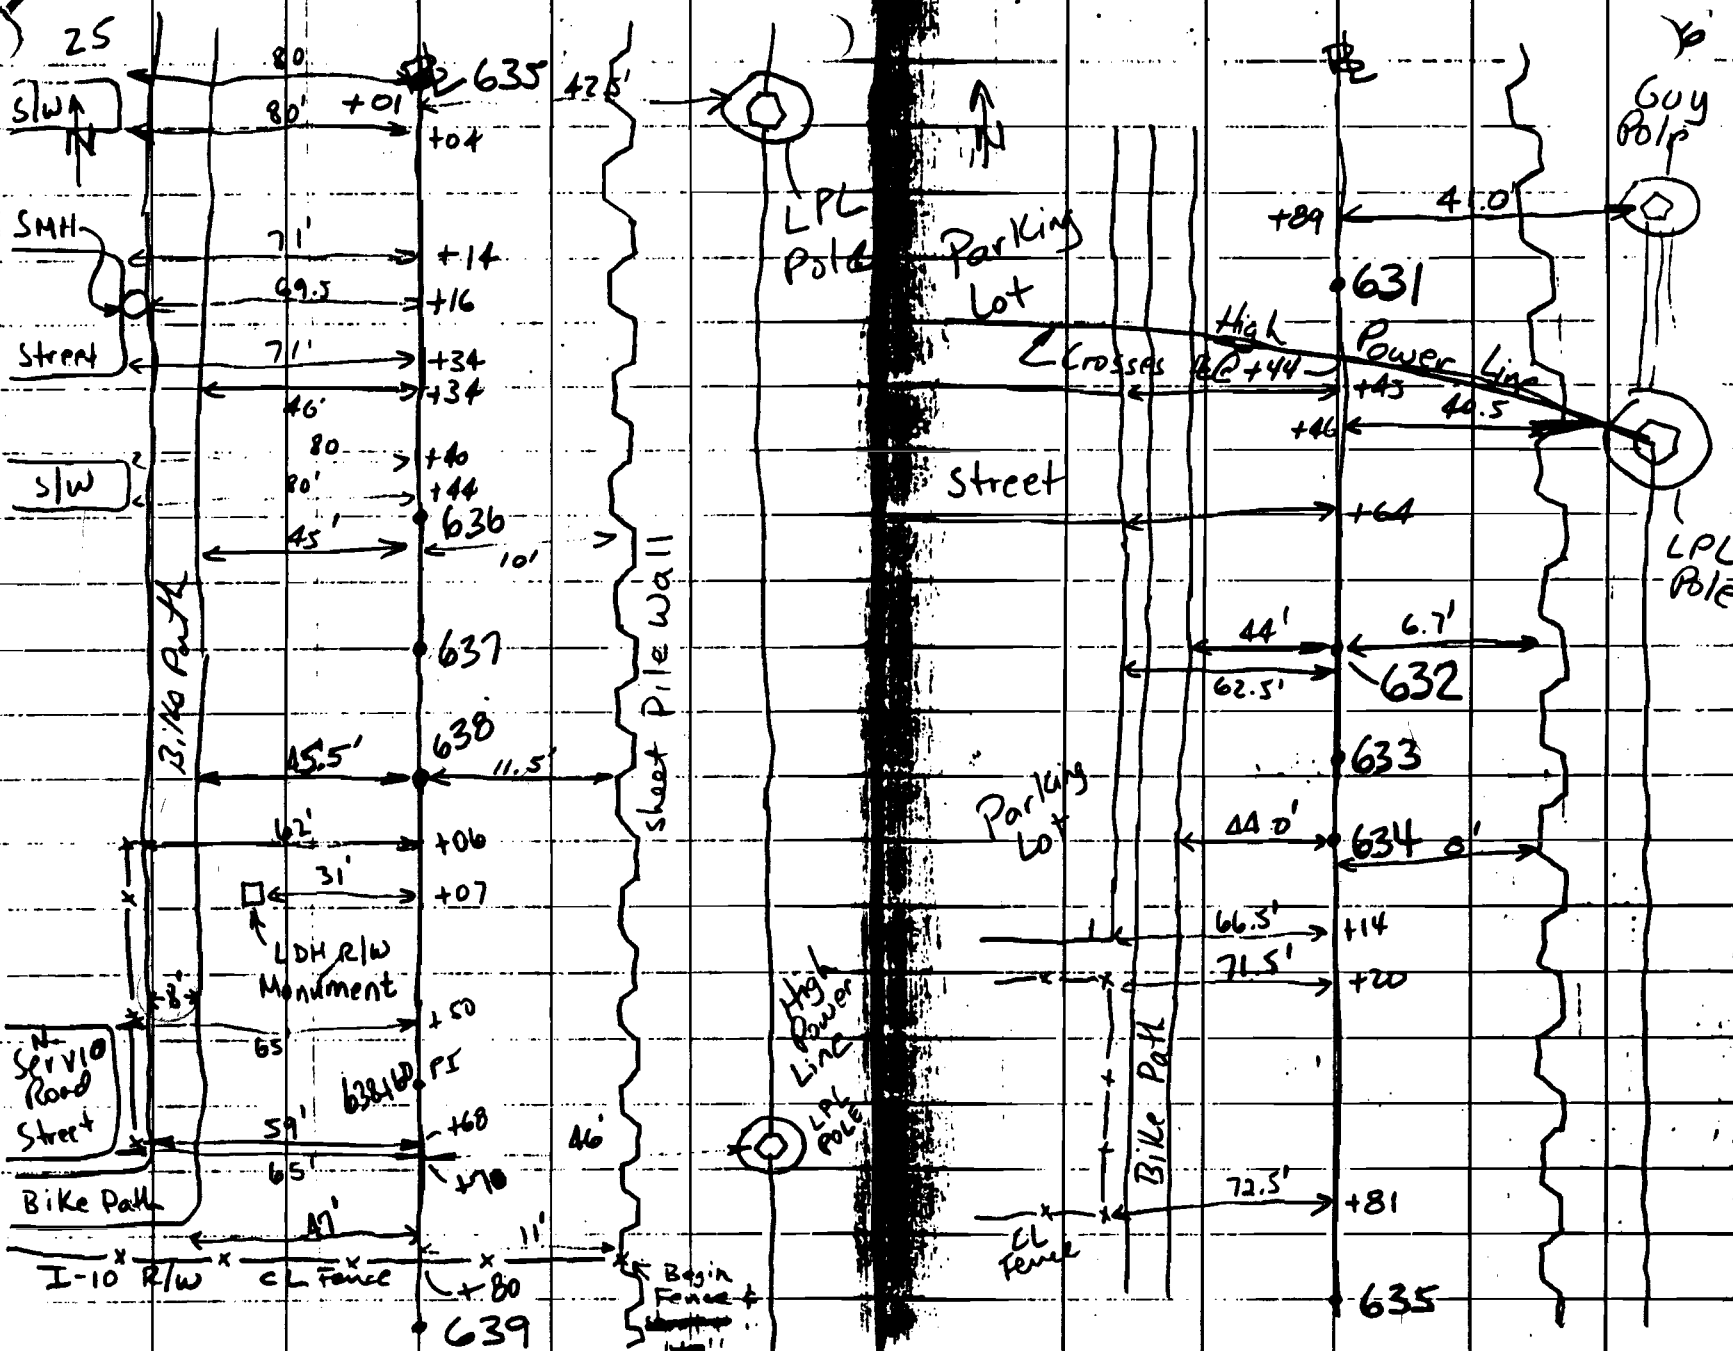 25
80
635
S/W
N
80'
+01
42.5'
+04
LPL
Pole
SMH
71'
+14
69.5
+16
Street
71'
+34
+34
46'
80
+40
S/W
80'
+44
636
45'
10'
Bike Path
637
Sheet Pile Wall
638
45.5'
11.5'
62'
+06
31'
+07
LDH R/W
Monument
8'
+50
65'
N.
Service
Road
Street
638+60
PI
High
Power
Line
LPL
POLE
59'
+68
46'
65'
+70
Bike Path
47'
11'
I-10 R/W
CL Fence
+80
Begin
Fence &
639
N
Guy
Pole
+89
41.0'
Parking
Lot
631
High
Power
Line
Crosses
@ +44
+45
+46
40.5
Street
+64
LPL
Pole
44'
6.7'
62.5'
632
633
Parking
Lot
44.0'
634
66.5'
+14
71.5'
+20
Bike Path
72.5'
+81
CL
Fence
635